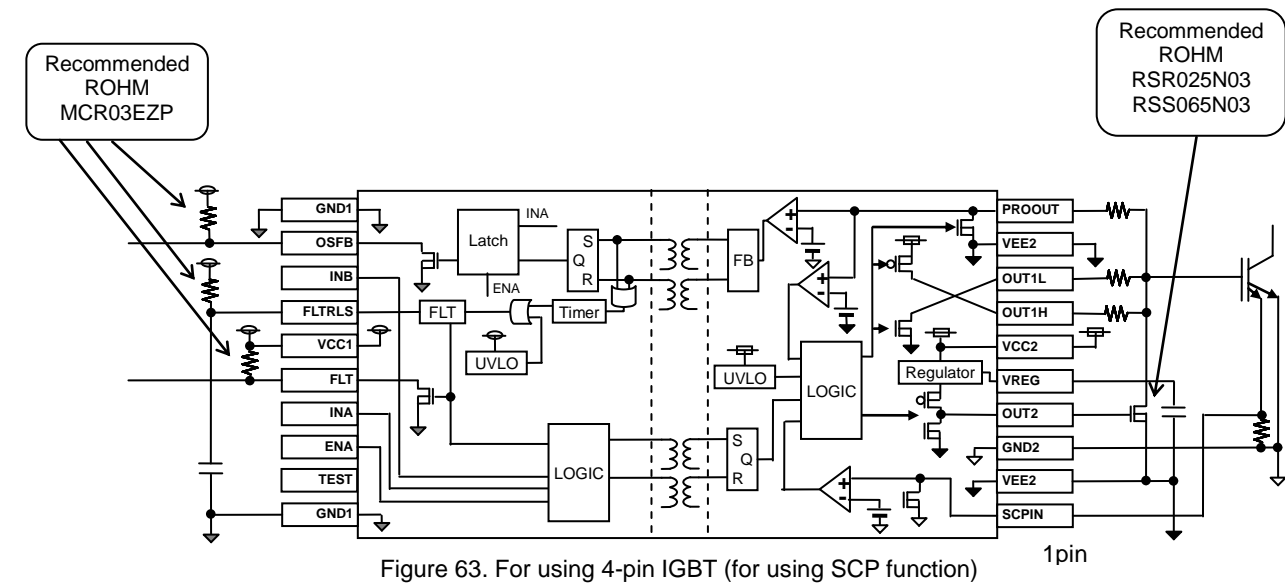 Recommended
ROHM
MCR03EZP
Recommended
ROHM
RSR025N03
RSS065N03
GND1
OSFB
INB
FLTRLS
VCC1
FLT
INA
ENA
TEST
GND1
Latch
INA
ENA
S
Q
R
FLT
Timer
UVLO
LOGIC
FB
S
Q
R
UVLO
LOGIC
Regulator
+
-
+
-
+
-
PROOUT
VEE2
OUT1L
OUT1H
VCC2
VREG
OUT2
GND2
VEE2
SCPIN
1pin
Figure 63. For using 4-pin IGBT (for using SCP function)